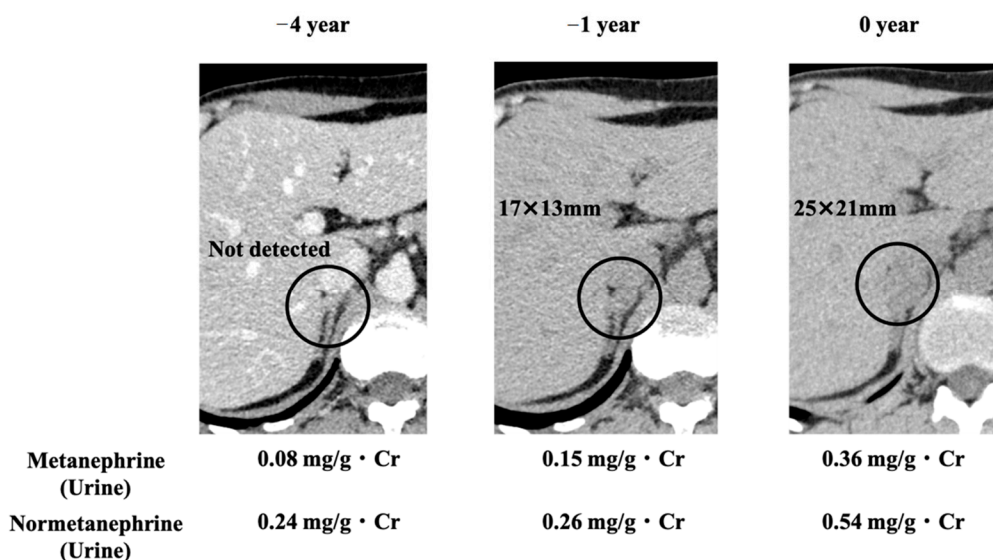 −4 year
−1 year
0 year
Not detected
17×13mm
25×21mm
Metanephrine
(Urine)
0.08 mg/g・Cr
0.15 mg/g・Cr
0.36 mg/g・Cr
Normetanephrine
(Urine)
0.24 mg/g・Cr
0.26 mg/g・Cr
0.54 mg/g・Cr